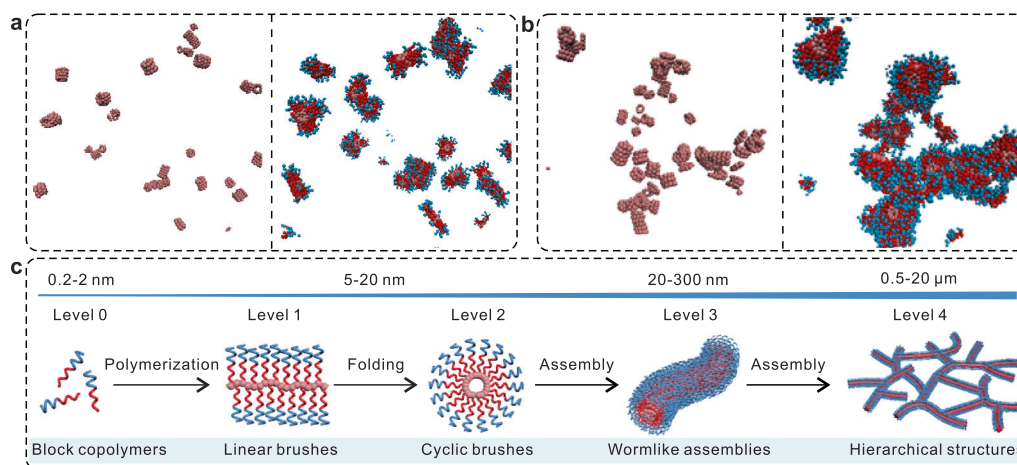 a
b
c
0.2-2 nm 5-20 nm 20-300 nm 0.5-20 µm
Level 0 Level 1 Level 2 Level 3 Level 4
Polymerization Folding Assembly Assembly
Block copolymers Linear brushes Cyclic brushes Wormlike assemblies Hierarchical structure